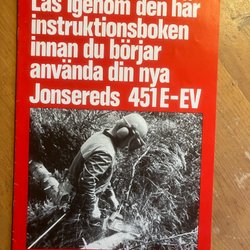 Läs igenom den här
instruktionsboken
innan du börjar
använda din nya
Jonsereds 451E-EV